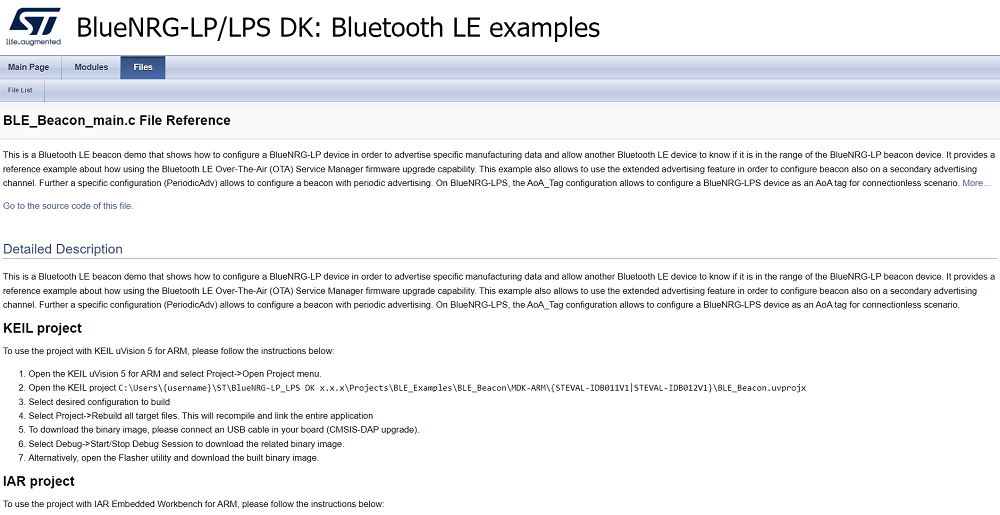 ST
life.augmented
BlueNRG-LP/LPS DK: Bluetooth LE examples
Main Page
Modules
Files
File List
BLE_Beacon_main.c File Reference
This is a Bluetooth LE beacon demo that shows how to configure a BlueNRG-LP device in order to advertise specific manufacturing data and allow another Bluetooth LE device to know if it is in the range of the BlueNRG-LP beacon device. It provides a
reference example about how using the Bluetooth LE Over-The-Air (OTA) Service Manager firmware upgrade capability. This example also allows to use the extended advertising feature in order to configure beacon also on a secondary advertising
channel. Further a specific configuration (PeriodicAdv) allows to configure a beacon with periodic advertising. On BlueNRG-LPS, the AoA_Tag configuration allows to configure a BlueNRG-LPS device as an AoA tag for connectionless scenario. More...
Go to the source code of this file.
Detailed Description
This is a Bluetooth LE beacon demo that shows how to configure a BlueNRG-LP device in order to advertise specific manufacturing data and allow another Bluetooth LE device to know if it is in the range of the BlueNRG-LP beacon device. It provides a
reference example about how using the Bluetooth LE Over-The-Air (OTA) Service Manager firmware upgrade capability. This example also allows to use the extended advertising feature in order to configure beacon also on a secondary advertising
channel. Further a specific configuration (PeriodicAdv) allows to configure a beacon with periodic advertising. On BlueNRG-LPS, the AoA_Tag configuration allows to configure a BlueNRG-LPS device as an AoA tag for connectionless scenario.
KEIL project
To use the project with KEIL uVision 5 for ARM, please follow the instructions below:
1. Open the KEIL uVision 5 for ARM and select Project->Open Project menu.
2. Open the KEIL project C:\Users\{username}\ST\BlueNRG-LP_LPS DK x.x.x\Projects\BLE_Examples\BLE_Beacon\MDK-ARM\{STEVAL-IDB011V1|STEVAL-IDB012V1}\BLE_Beacon.uvprojx
3. Select desired configuration to build
4. Select Project->Rebuild all target files. This will recompile and link the entire application
5. To download the binary image, please connect an USB cable in your board (CMSIS-DAP upgrade).
6. Select Debug->Start/Stop Debug Session to download the related binary image.
7. Alternatively, open the Flasher utility and download the built binary image.
IAR project
To use the project with IAR Embedded Workbench for ARM, please follow the instructions below: